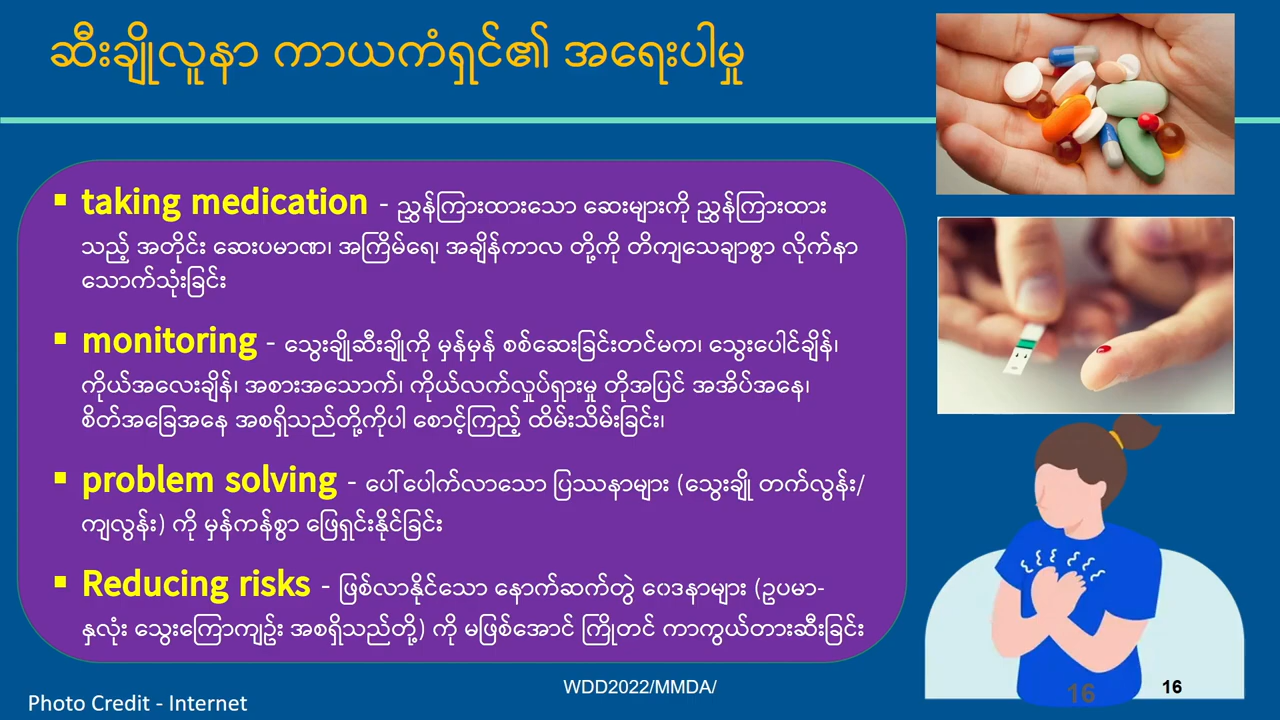 ဆီးချိုလူနာ ကာယကံရှင်၏ အရေးပါမှု
▪ taking medication - ညွှန်ကြားထားသော ဆေးများကို ညွှန်ကြားထား
သည့် အတိုင်း ဆေးပမာဏ၊ အကြိမ်ရေ၊ အချိန်ကာလ တို့ကို တိကျသေချာစွာ လိုက်နာ
သောက်သုံးခြင်း
▪ monitoring - သွေးချိုဆီးချိုကို မှန်မှန် စစ်ဆေးခြင်းတင်မက၊ သွေးပေါင်ချိန်၊
ကိုယ်အလေးချိန်၊ အစားအသောက်၊ ကိုယ်လက်လှုပ်ရှားမှု တိုအပြင် အအိပ်အနေ၊
စိတ်အခြေအနေ အစရှိသည်တို့ကိုပါ စောင့်ကြည့် ထိမ်းသိမ်းခြင်း၊
▪ problem solving - ပေါ်ပေါက်လာသော ပြဿနာများ (သွေးချို တက်လွန်း/
ကျလွန်း) ကို မှန်ကန်စွာ ဖြေရှင်းနိုင်ခြင်း
▪ Reducing risks - ဖြစ်လာနိုင်သော နောက်ဆက်တွဲ ဝေဒနာများ (ဥပမာ-
နှလုံး သွေးကြောကျဥ်း အစရှိသည်တို့) ကို မဖြစ်အောင် ကြိုတင် ကာကွယ်တားဆီးခြင်း
WDD2022/MMDA/
16
16
Photo Credit - Internet